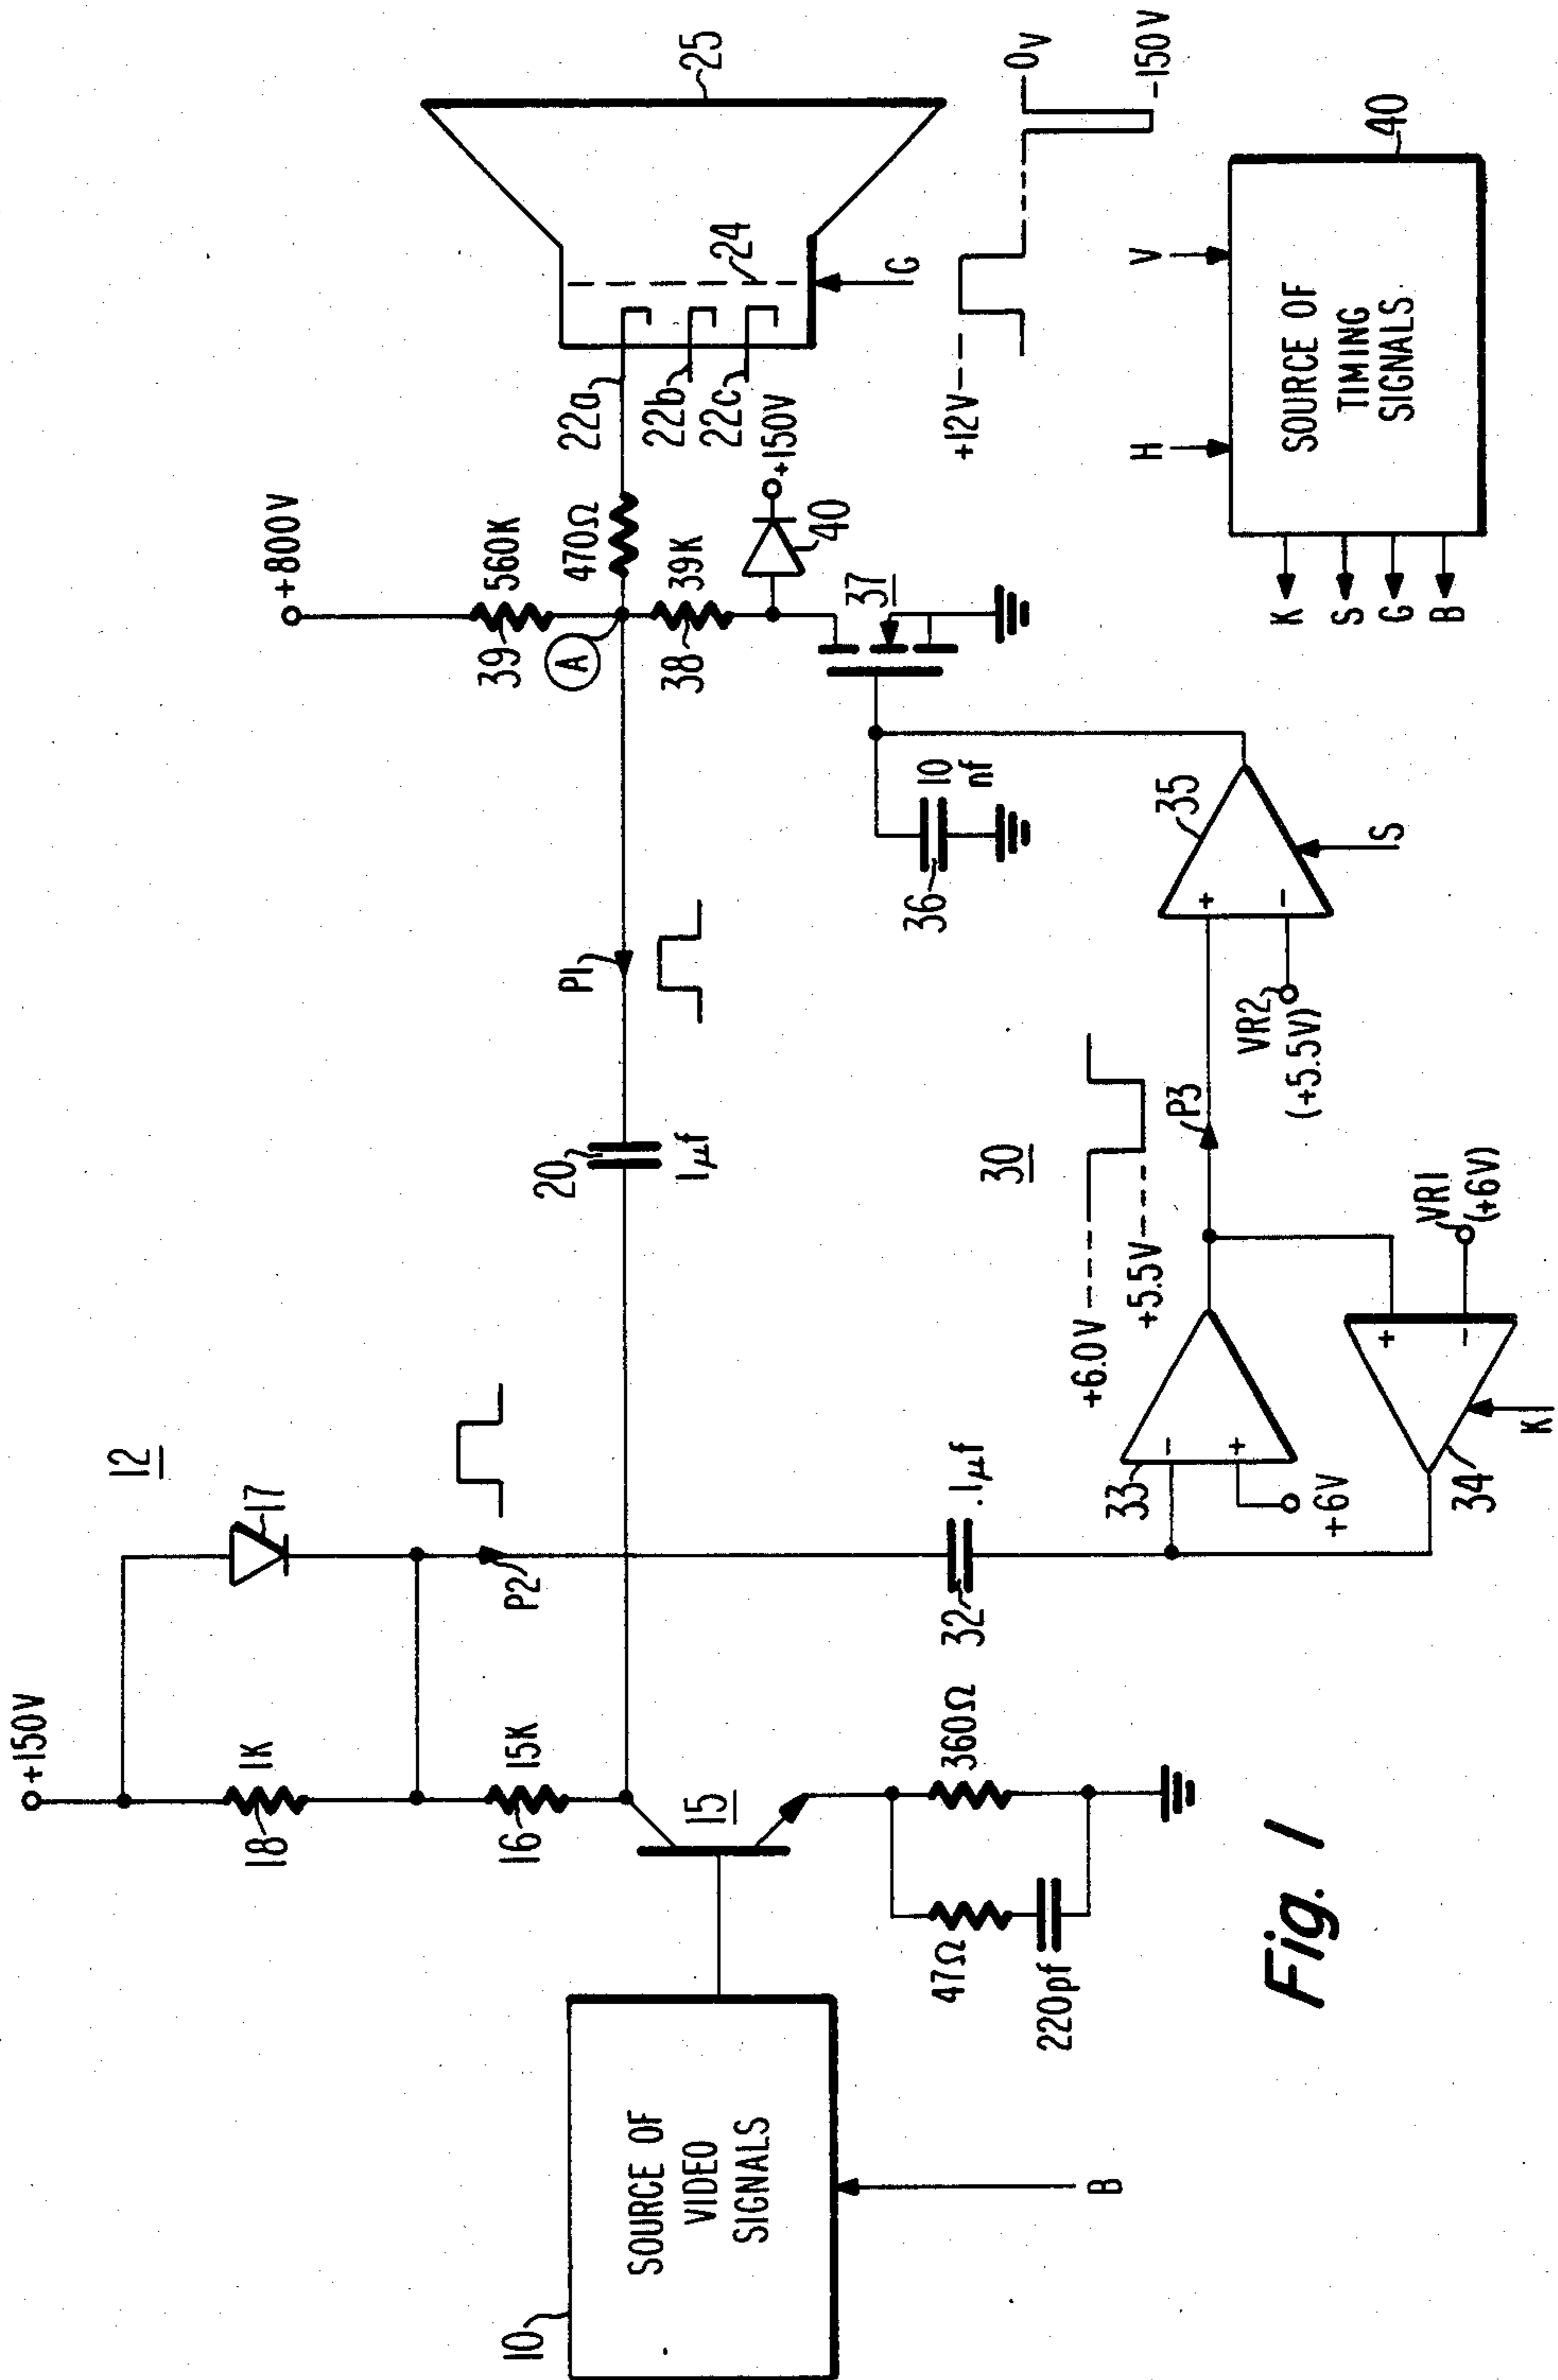 +150V
12
17
18
1K
16
15K
P2
15
10
SOURCE OF
VIDEO
SIGNALS
B
47Ω
220pf
360Ω
32
.1µf
20
1µf
P1
+800V
39
560K
A
470Ω
38
39K
22a
22b
22c
24
25
G
+150V
40
37
36
10
nf
+12V
0V
-150V
30
+6.0V
+5.5V
33
-
+
+6V
34
+
-
K
VR1
(+6V)
P3
35
+
-
VR2
(+5.5V)
S
H
V
40
SOURCE OF
TIMING
SIGNALS
K
S
G
B
Fig. 1